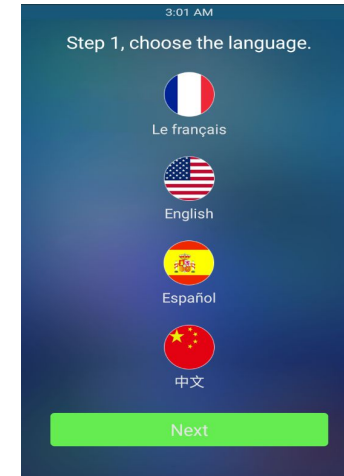 3:01 AM
Step 1, choose the language.
Le français
English
Español
中文
Next